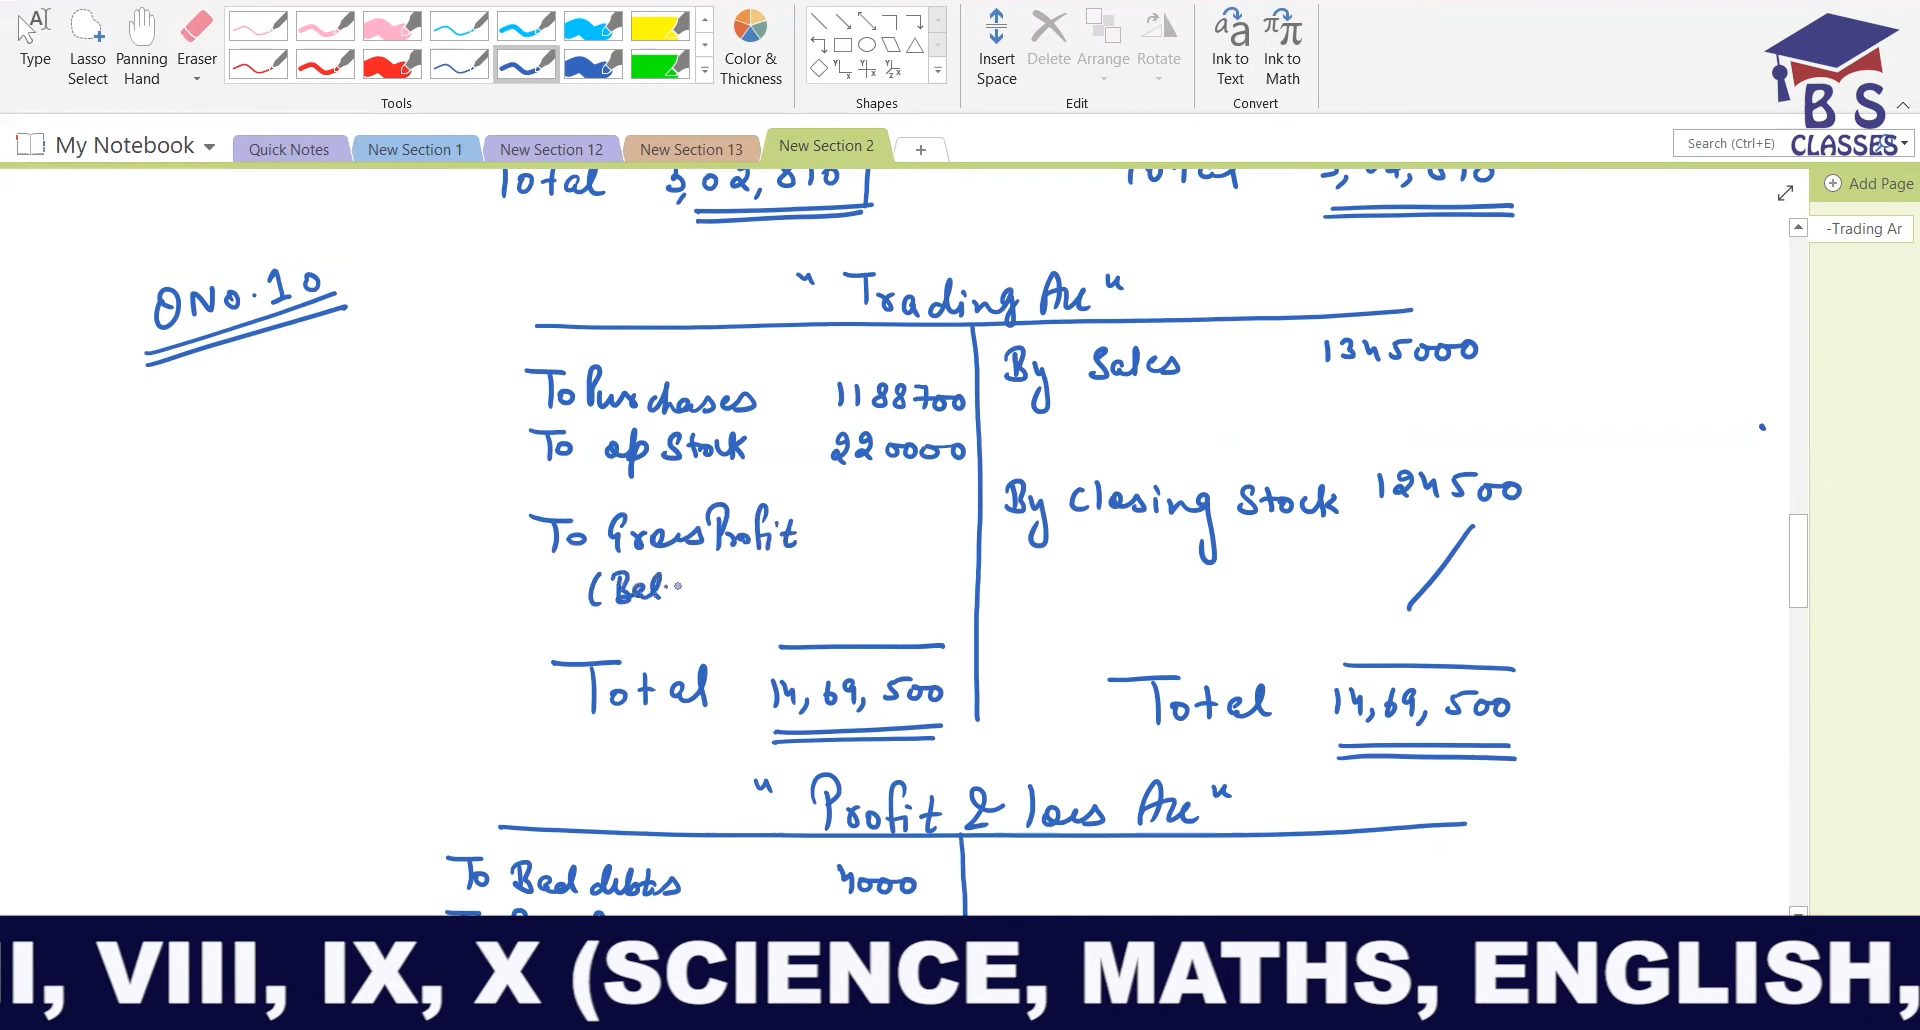 Type
Lasso Select
Panning Hand
Eraser
Color & Thickness
Insert Space
Delete
Arrange
Rotate
Ink to Text
Ink to Math
Tools
Shapes
Edit
Convert
BS
CLASSES
My Notebook
Quick Notes
New Section 1
New Section 12
New Section 13
New Section 2
Search (Ctrl+E)
Add Page
-Trading Ar
Total
Total
Q No. 10
" Trading A/c "
By Sales 1345000
To Purchases 1188700
To op Stock 220000
By Closing Stock 124500
To Gross Profit
(Bal.
Total 14,69,500
Total 14,69,500
" Profit & loss A/c "
To Bad debts 4000
II, VIII, IX, X (SCIENCE, MATHS, ENGLISH,